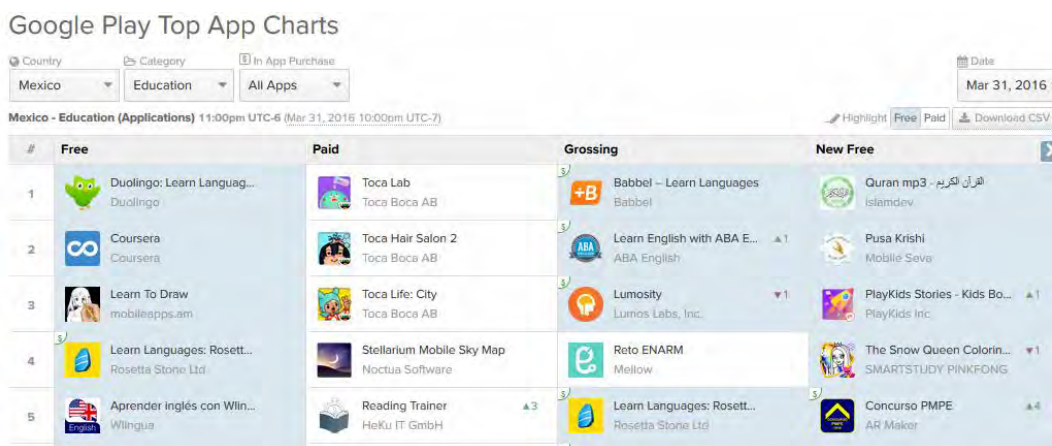 Google Play Top App Charts
Country Category In App Purchase Date
Mexico Education All Apps Mar 31, 2016
Mexico - Education (Applications) 11:00pm UTC-6 (Mar 31, 2016 10:00pm UTC-7) Highlight Free Paid Download CSV
# Free Paid Grossing New Free
1 Duolingo: Learn Languag... Toca Lab +B Babbel – Learn Languages Quran mp3 - القرآن الكريم
Duolingo Toca Boca AB Babbel islamdev
2 Coursera Toca Hair Salon 2 ABA Learn English with ABA E... ▲1 Pusa Krishi
Coursera Toca Boca AB ABA English Mobile Seva
3 Learn To Draw Toca Life: City Lumosity ▼1 PlayKids Stories - Kids Bo... ▲1
mobileapps.am Toca Boca AB Lumos Labs, Inc. PlayKids Inc
4 Learn Languages: Rosett... Stellarium Mobile Sky Map Reto ENARM The Snow Queen Colorin... ▼1
Rosetta Stone Ltd Noctua Software Mellow SMARTSTUDY PINKFONG
5 Aprender inglés con Wlin... Reading Trainer ▲3 Learn Languages: Rosett... Concurso PMPE ▲4
English Wlingua HeKu IT GmbH Rosetta Stone Ltd AR Maker